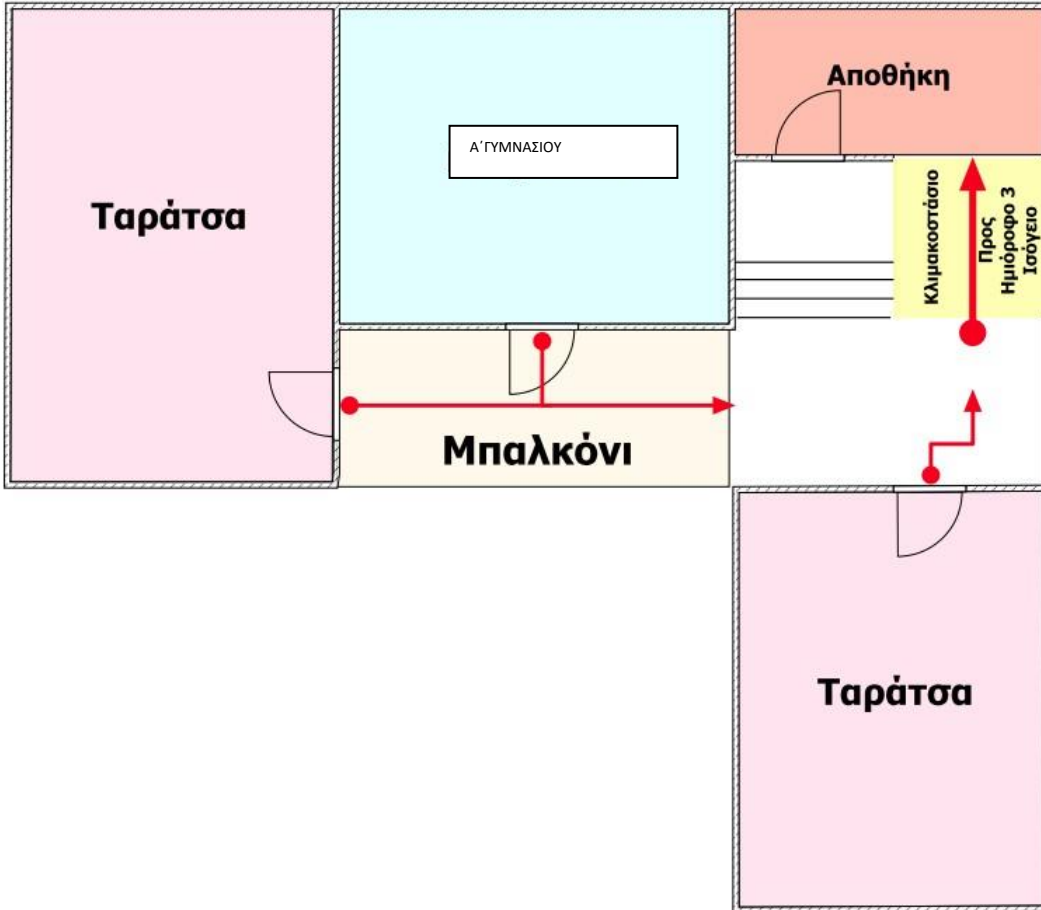 Αποθήκη
Α΄ΓΥΜΝΑΣΙΟΥ
Ταράτσα
Κλιμακοστάσιο
Προς
Ημιόροφο 3
Ισόγειο
Μπαλκόνι
Ταράτσα